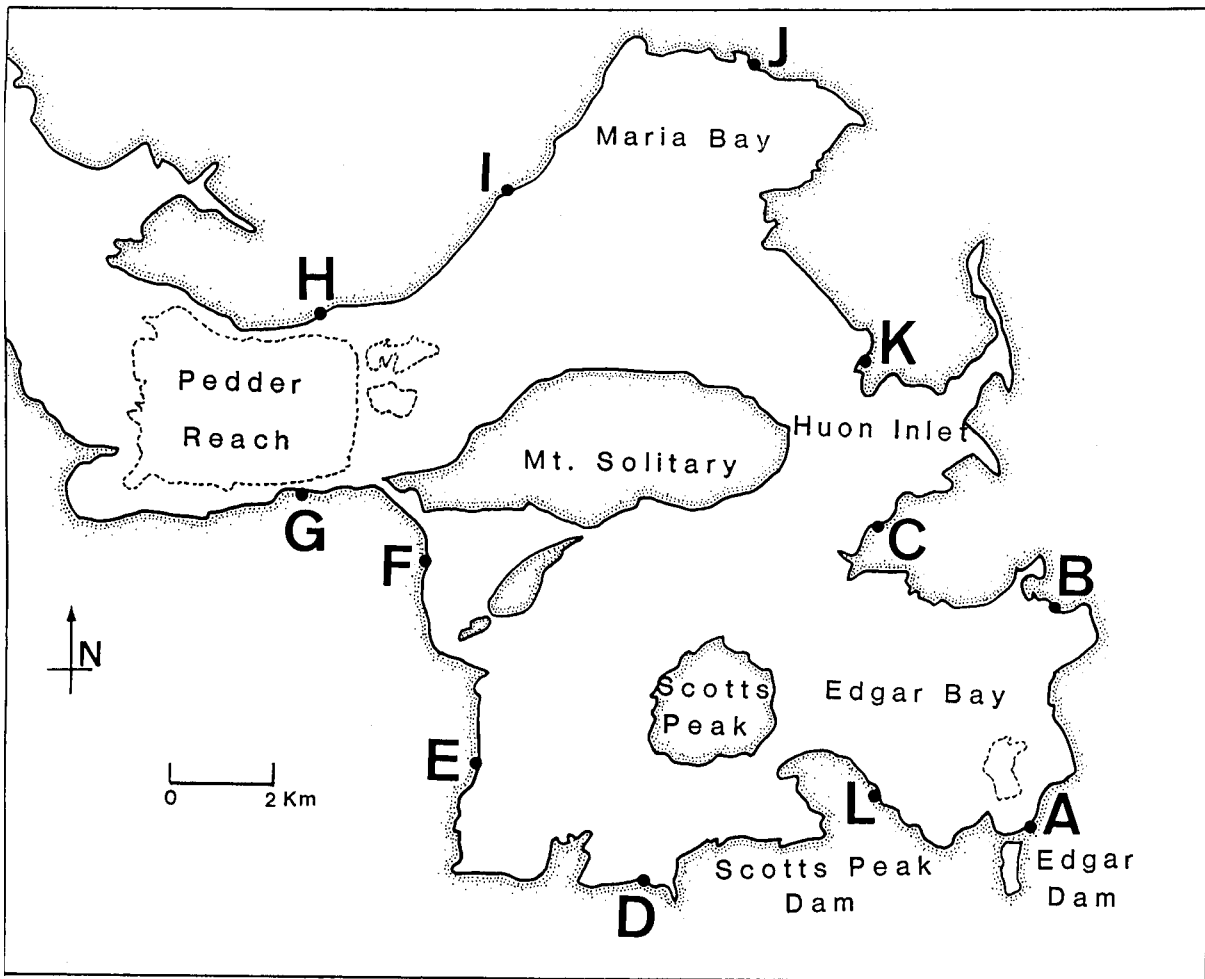 J
Maria Bay
I
H
K
Pedder
Reach
Huon Inlet
Mt. Solitary
G
C
F
B
N
Scotts
Peak
Edgar Bay
E
0 2 Km
L
A
Scotts Peak
Dam
Edgar
Dam
D